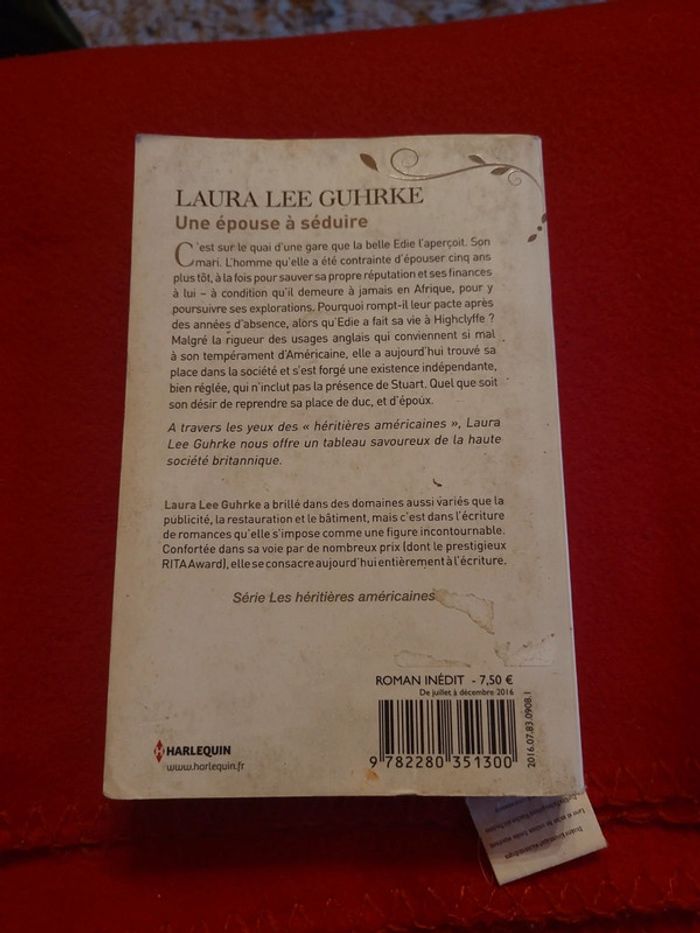 LAURA LEE GUHRKE
Une épouse à séduire
C'est sur le quai d'une gare que la belle Edie l'aperçoit. Son
mari. L'homme qu'elle a été contrainte d'épouser cinq ans
plus tôt, à la fois pour sauver sa propre réputation et ses finances
à lui – à condition qu'il demeure à jamais en Afrique, pour y
poursuivre ses explorations. Pourquoi rompt-il leur pacte après
des années d'absence, alors qu'Edie a fait sa vie à Highclyffe ?
Malgré la rigueur des usages anglais qui conviennent si mal
à son tempérament d'Américaine, elle a aujourd'hui trouvé sa
place dans la société et s'est forgé une existence indépendante,
bien réglée, qui n'inclut pas la présence de Stuart. Quel que soit
son désir de reprendre sa place de duc, et d'époux.
A travers les yeux des « héritières américaines », Laura
Lee Guhrke nous offre un tableau savoureux de la haute
société britannique.
Laura Lee Guhrke a brillé dans des domaines aussi variés que la
publicité, la restauration et le bâtiment, mais c'est dans l'écriture
de romances qu'elle s'impose comme une figure incontournable.
Confortée dans sa voie par de nombreux prix (dont le prestigieux
RITA Award), elle se consacre aujourd'hui entièrement à l'écriture.
Série Les héritières américaines
ROMAN INÉDIT - 7,50 €
De juillet à décembre 2016
9 782280 351300
2016.07.83.0908.1
HARLEQUIN
www.harlequin.fr